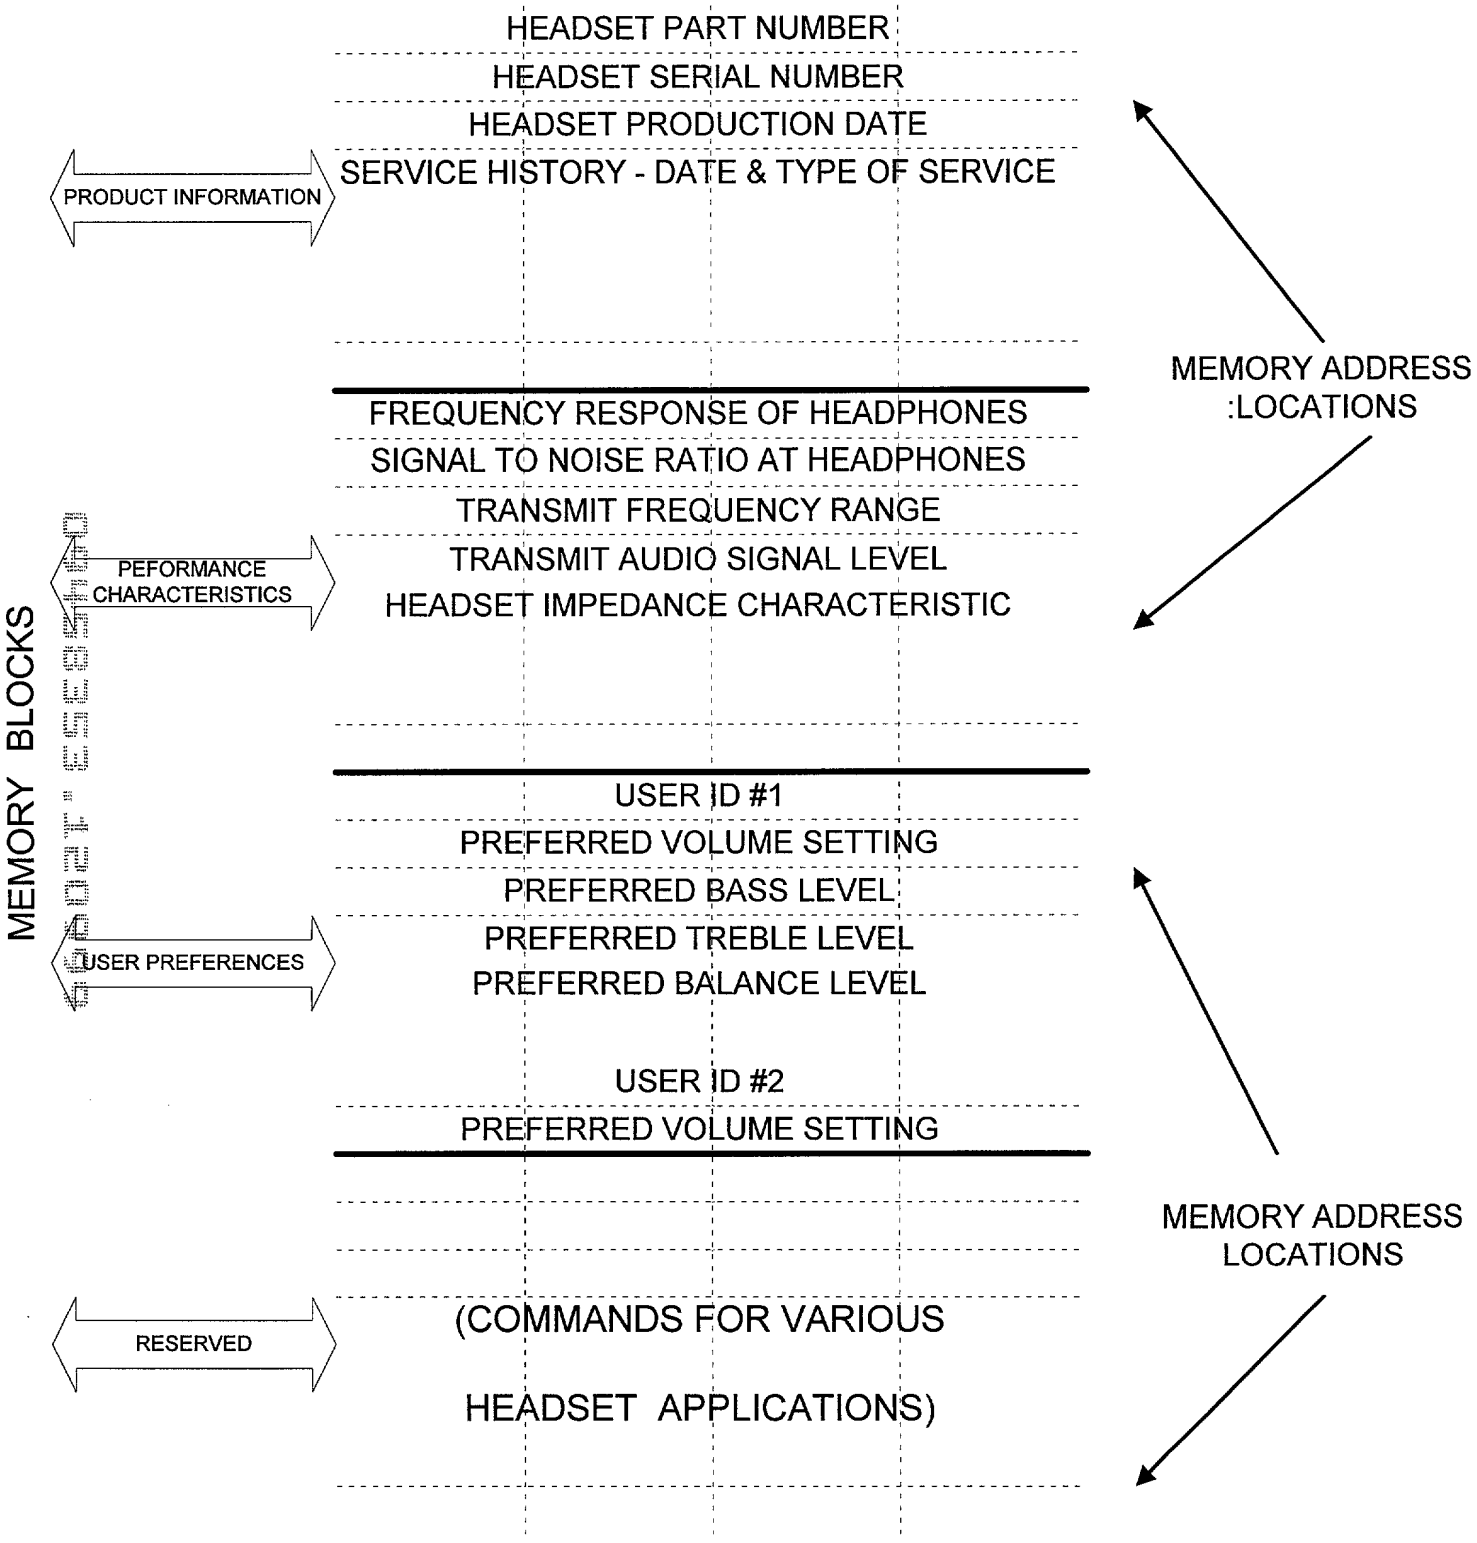 HEADSET PART NUMBER
HEADSET SERIAL NUMBER
HEADSET PRODUCTION DATE
SERVICE HISTORY - DATE & TYPE OF SERVICE
PRODUCT INFORMATION
MEMORY ADDRESS
:LOCATIONS
FREQUENCY RESPONSE OF HEADPHONES
SIGNAL TO NOISE RATIO AT HEADPHONES
TRANSMIT FREQUENCY RANGE
TRANSMIT AUDIO SIGNAL LEVEL
HEADSET IMPEDANCE CHARACTERISTIC
PEFORMANCE
CHARACTERISTICS
MEMORY BLOCKS
USER ID #1
PREFERRED VOLUME SETTING
PREFERRED BASS LEVEL
PREFERRED TREBLE LEVEL
PREFERRED BALANCE LEVEL
USER PREFERENCES
USER ID #2
PREFERRED VOLUME SETTING
MEMORY ADDRESS
LOCATIONS
(COMMANDS FOR VARIOUS
HEADSET APPLICATIONS)
RESERVED